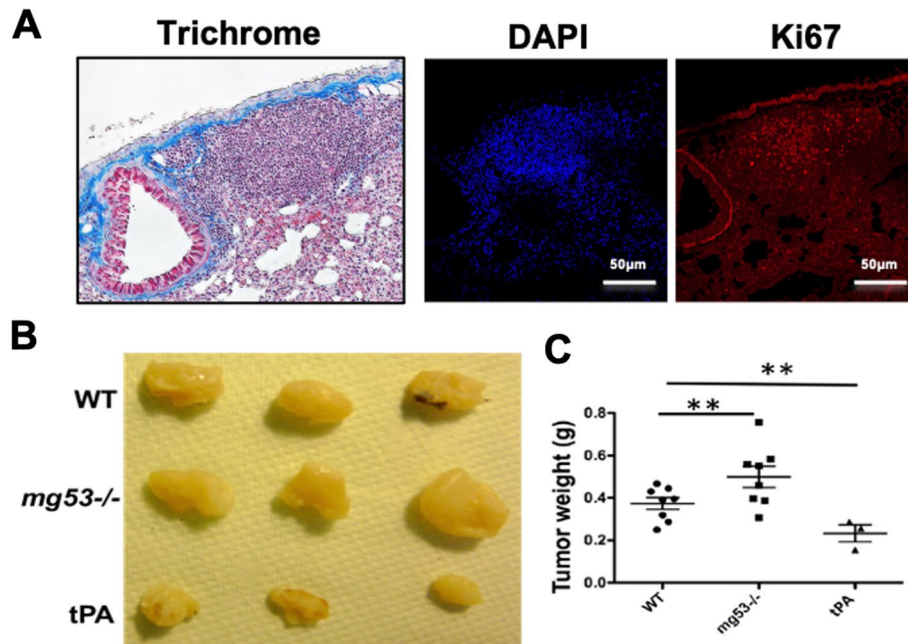 A
Trichrome
DAPI
Ki67
50μm
50μm
B
WT
mg53-/-
tPA
C
**
**
Tumor weight (g)
0.8
0.6
0.4
0.2
0.0
WT
mg53-/-
tPA